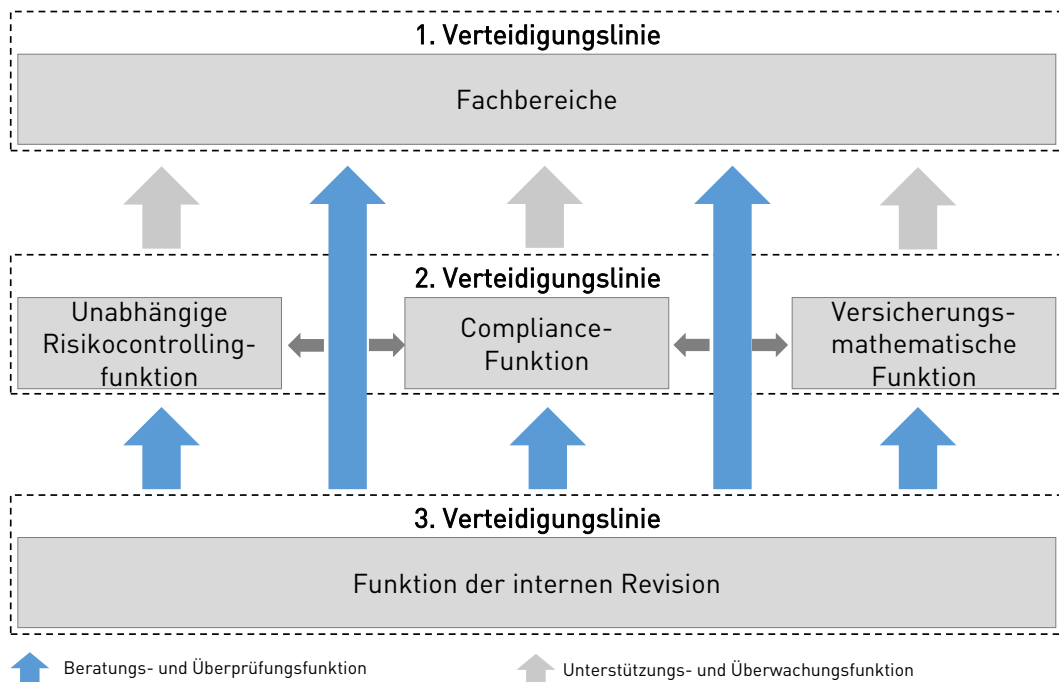 1. Verteidigungslinie
Fachbereiche
2. Verteidigungslinie
Unabhängige
Risikocontrolling-
funktion
Compliance-
Funktion
Versicherungs-
mathematische
Funktion
3. Verteidigungslinie
Funktion der internen Revision
Beratungs- und Überprüfungsfunktion
Unterstützungs- und Überwachungsfunktion